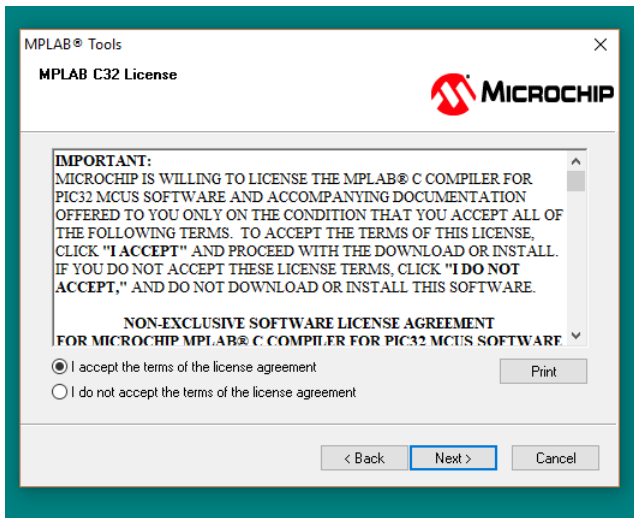 MPLAB® Tools
MPLAB C32 License
MICROCHIP
IMPORTANT:
MICROCHIP IS WILLING TO LICENSE THE MPLAB® C COMPILER FOR
PIC32 MCUS SOFTWARE AND ACCOMPANYING DOCUMENTATION
OFFERED TO YOU ONLY ON THE CONDITION THAT YOU ACCEPT ALL OF
THE FOLLOWING TERMS. TO ACCEPT THE TERMS OF THIS LICENSE,
CLICK "I ACCEPT" AND PROCEED WITH THE DOWNLOAD OR INSTALL.
IF YOU DO NOT ACCEPT THESE LICENSE TERMS, CLICK "I DO NOT
ACCEPT," AND DO NOT DOWNLOAD OR INSTALL THIS SOFTWARE.
NON-EXCLUSIVE SOFTWARE LICENSE AGREEMENT
FOR MICROCHIP MPLAB® C COMPILER FOR PIC32 MCUS SOFTWARE
I accept the terms of the license agreement
Print
I do not accept the terms of the license agreement
< Back
Next >
Cancel